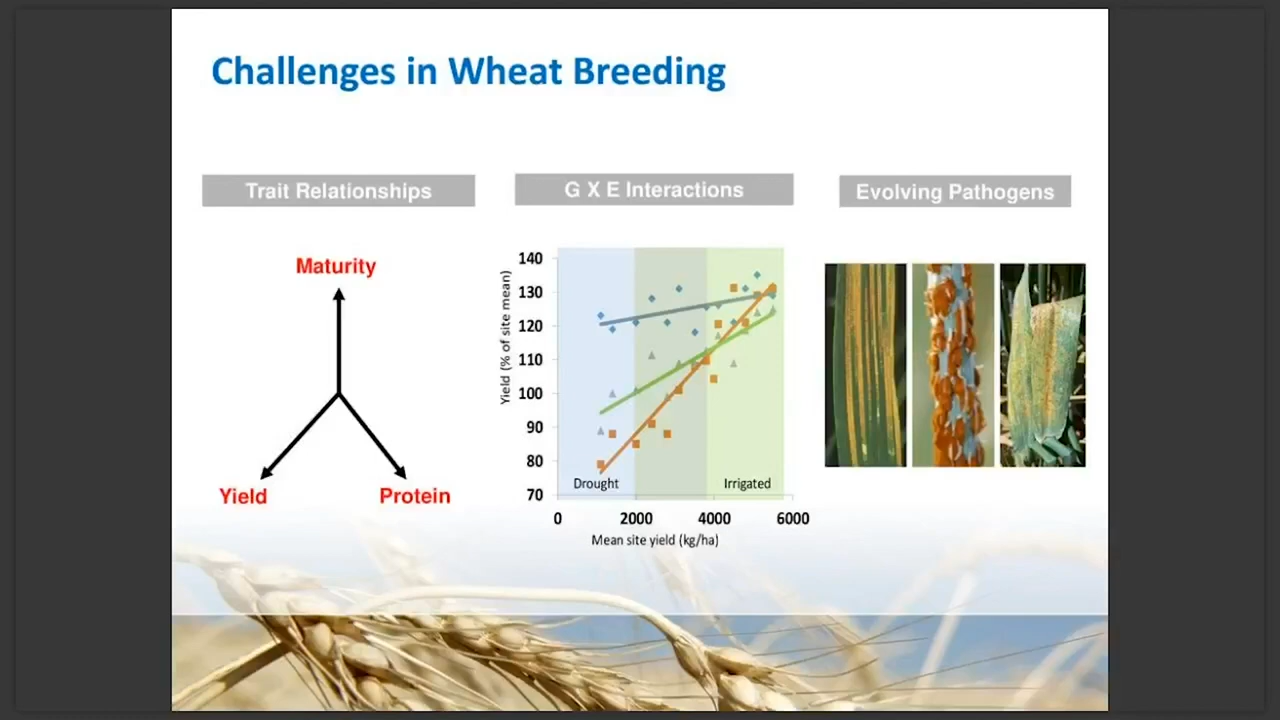 Challenges in Wheat Breeding
Trait Relationships
Maturity
Yield
Protein
G X E Interactions
Yield (% of site mean)
140
130
120
110
100
90
80
70
Drought
Irrigated
0
2000
4000
6000
Mean site yield (kg/ha)
Evolving Pathogens